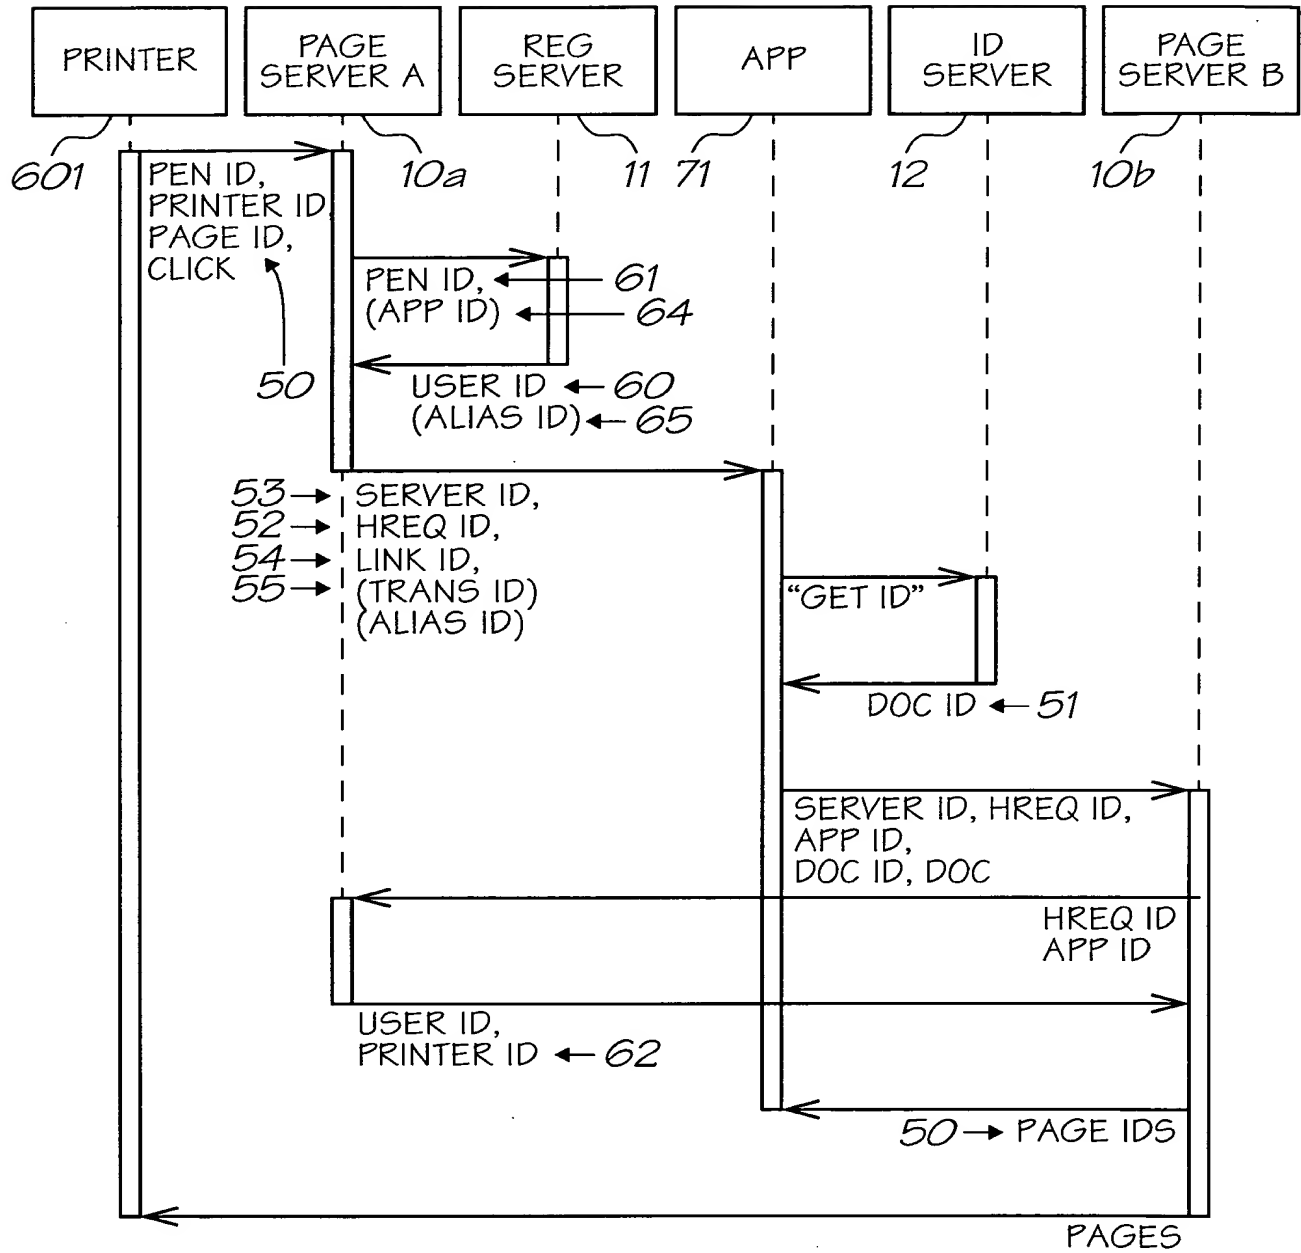 PRINTER
PAGE
SERVER A
REG
SERVER
APP
ID
SERVER
PAGE
SERVER B
601
10a
11
71
12
10b
PEN ID,
PRINTER ID
PAGE ID,
CLICK
50
PEN ID,
61
(APP ID)
64
USER ID
60
(ALIAS ID)
65
53
SERVER ID,
52
HREQ ID,
54
LINK ID,
55
(TRANS ID)
(ALIAS ID)
"GET ID"
DOC ID
51
SERVER ID, HREQ ID,
APP ID,
DOC ID, DOC
HREQ ID
APP ID
USER ID,
PRINTER ID
62
50
PAGE IDS
PAGES